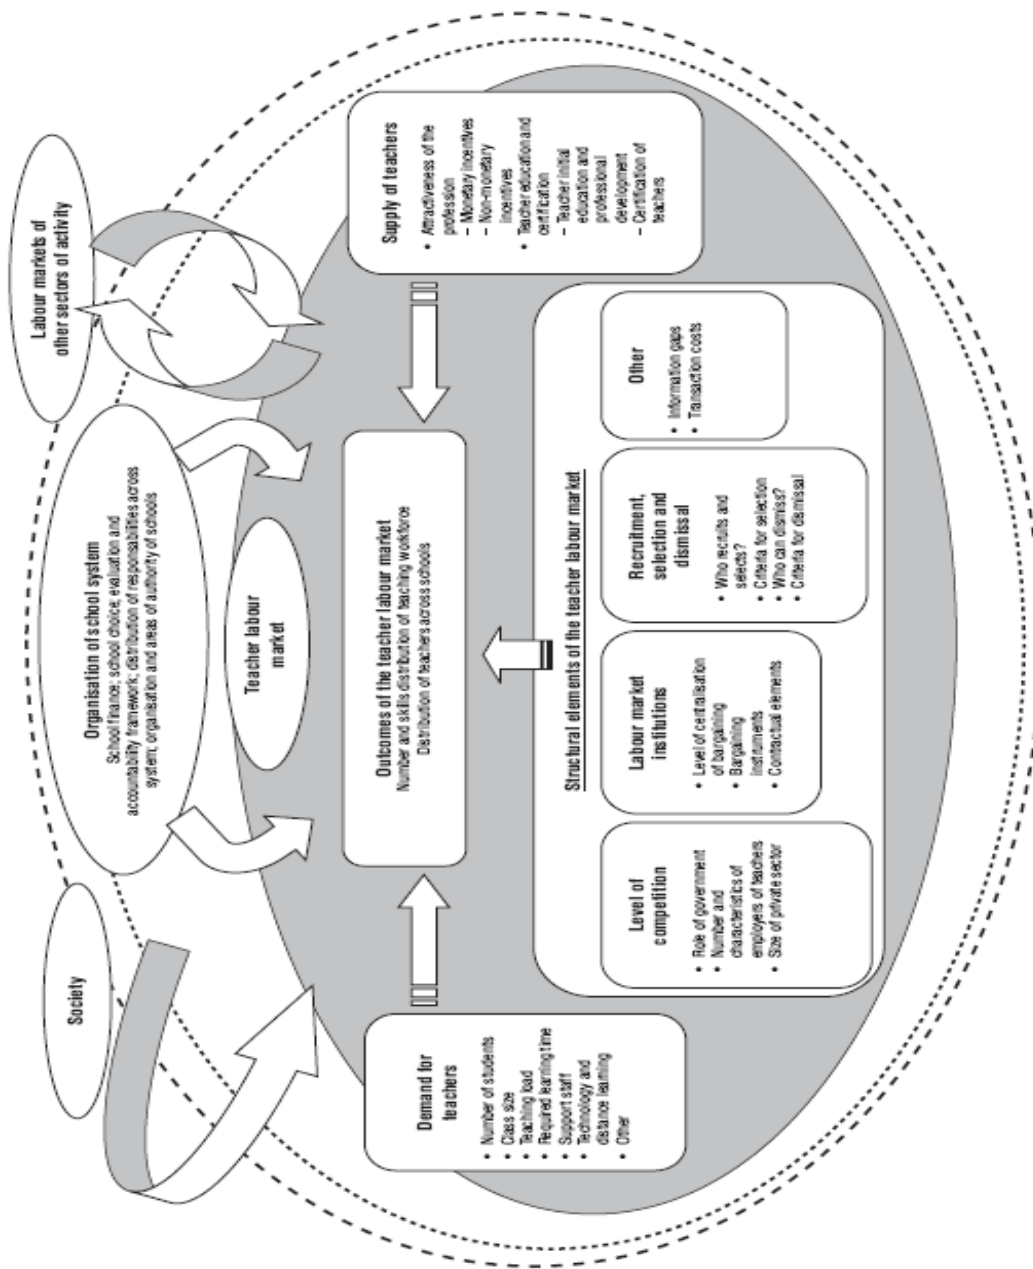 Society
Organisation of school system
School finance; school choice; evaluation and
accountability framework; distribution of responsabilities across
system; organisation and areas of authority of schools
Labour markets of
other sectors of activity
Teacher labour
market
Demand for
teachers
• Number of students
• Class size
• Teaching load
• Required learning time
• Support staff
• Technology and
distance learning
• Other
Outcomes of the teacher labour market
Number and skills distribution of teaching workforce
Distribution of teachers across schools
Supply of teachers
• Attractiveness of the
profession
– Monetary incentives
– Non-monetary
incentives
• Teacher education and
certification
– Teacher initial
education and
professional
development
– Certification of
teachers
Structural elements of the teacher labour market
Level of
competition
• Role of government
• Number and
characteristics of
employers of teachers
• Size of private sector
Labour market
institutions
• Level of centralisation
of bargaining
• Bargaining
instruments
• Contractual elements
Recruitment,
selection and
dismissal
• Who recruits and
selects?
• Criteria for selection
• Who can dismiss?
• Criteria for dismissal
Other
• Information gaps
• Transaction costs